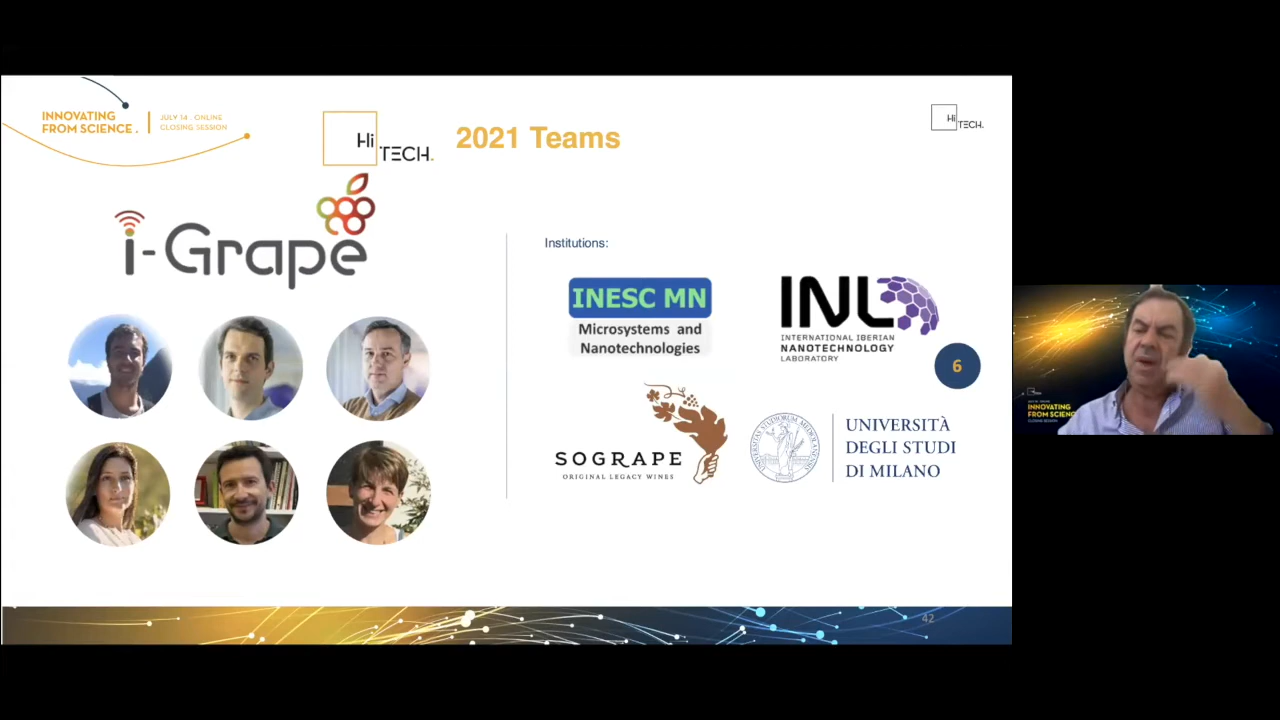 INNOVATING
FROM SCIENCE .
JULY 14 . ONLINE
CLOSING SESSION
Hi
TECH.
2021 Teams
Hi
TECH.
i-Grape
Institutions:
INESC MN
Microsystems and
Nanotechnologies
INL
INTERNATIONAL IBERIAN
NANOTECHNOLOGY
LABORATORY
6
SOGRAPE
ORIGINAL LEGACY WINES
UNIVERSITÀ
DEGLI STUDI
DI MILANO
42
INNOVATING
FROM SCIENC